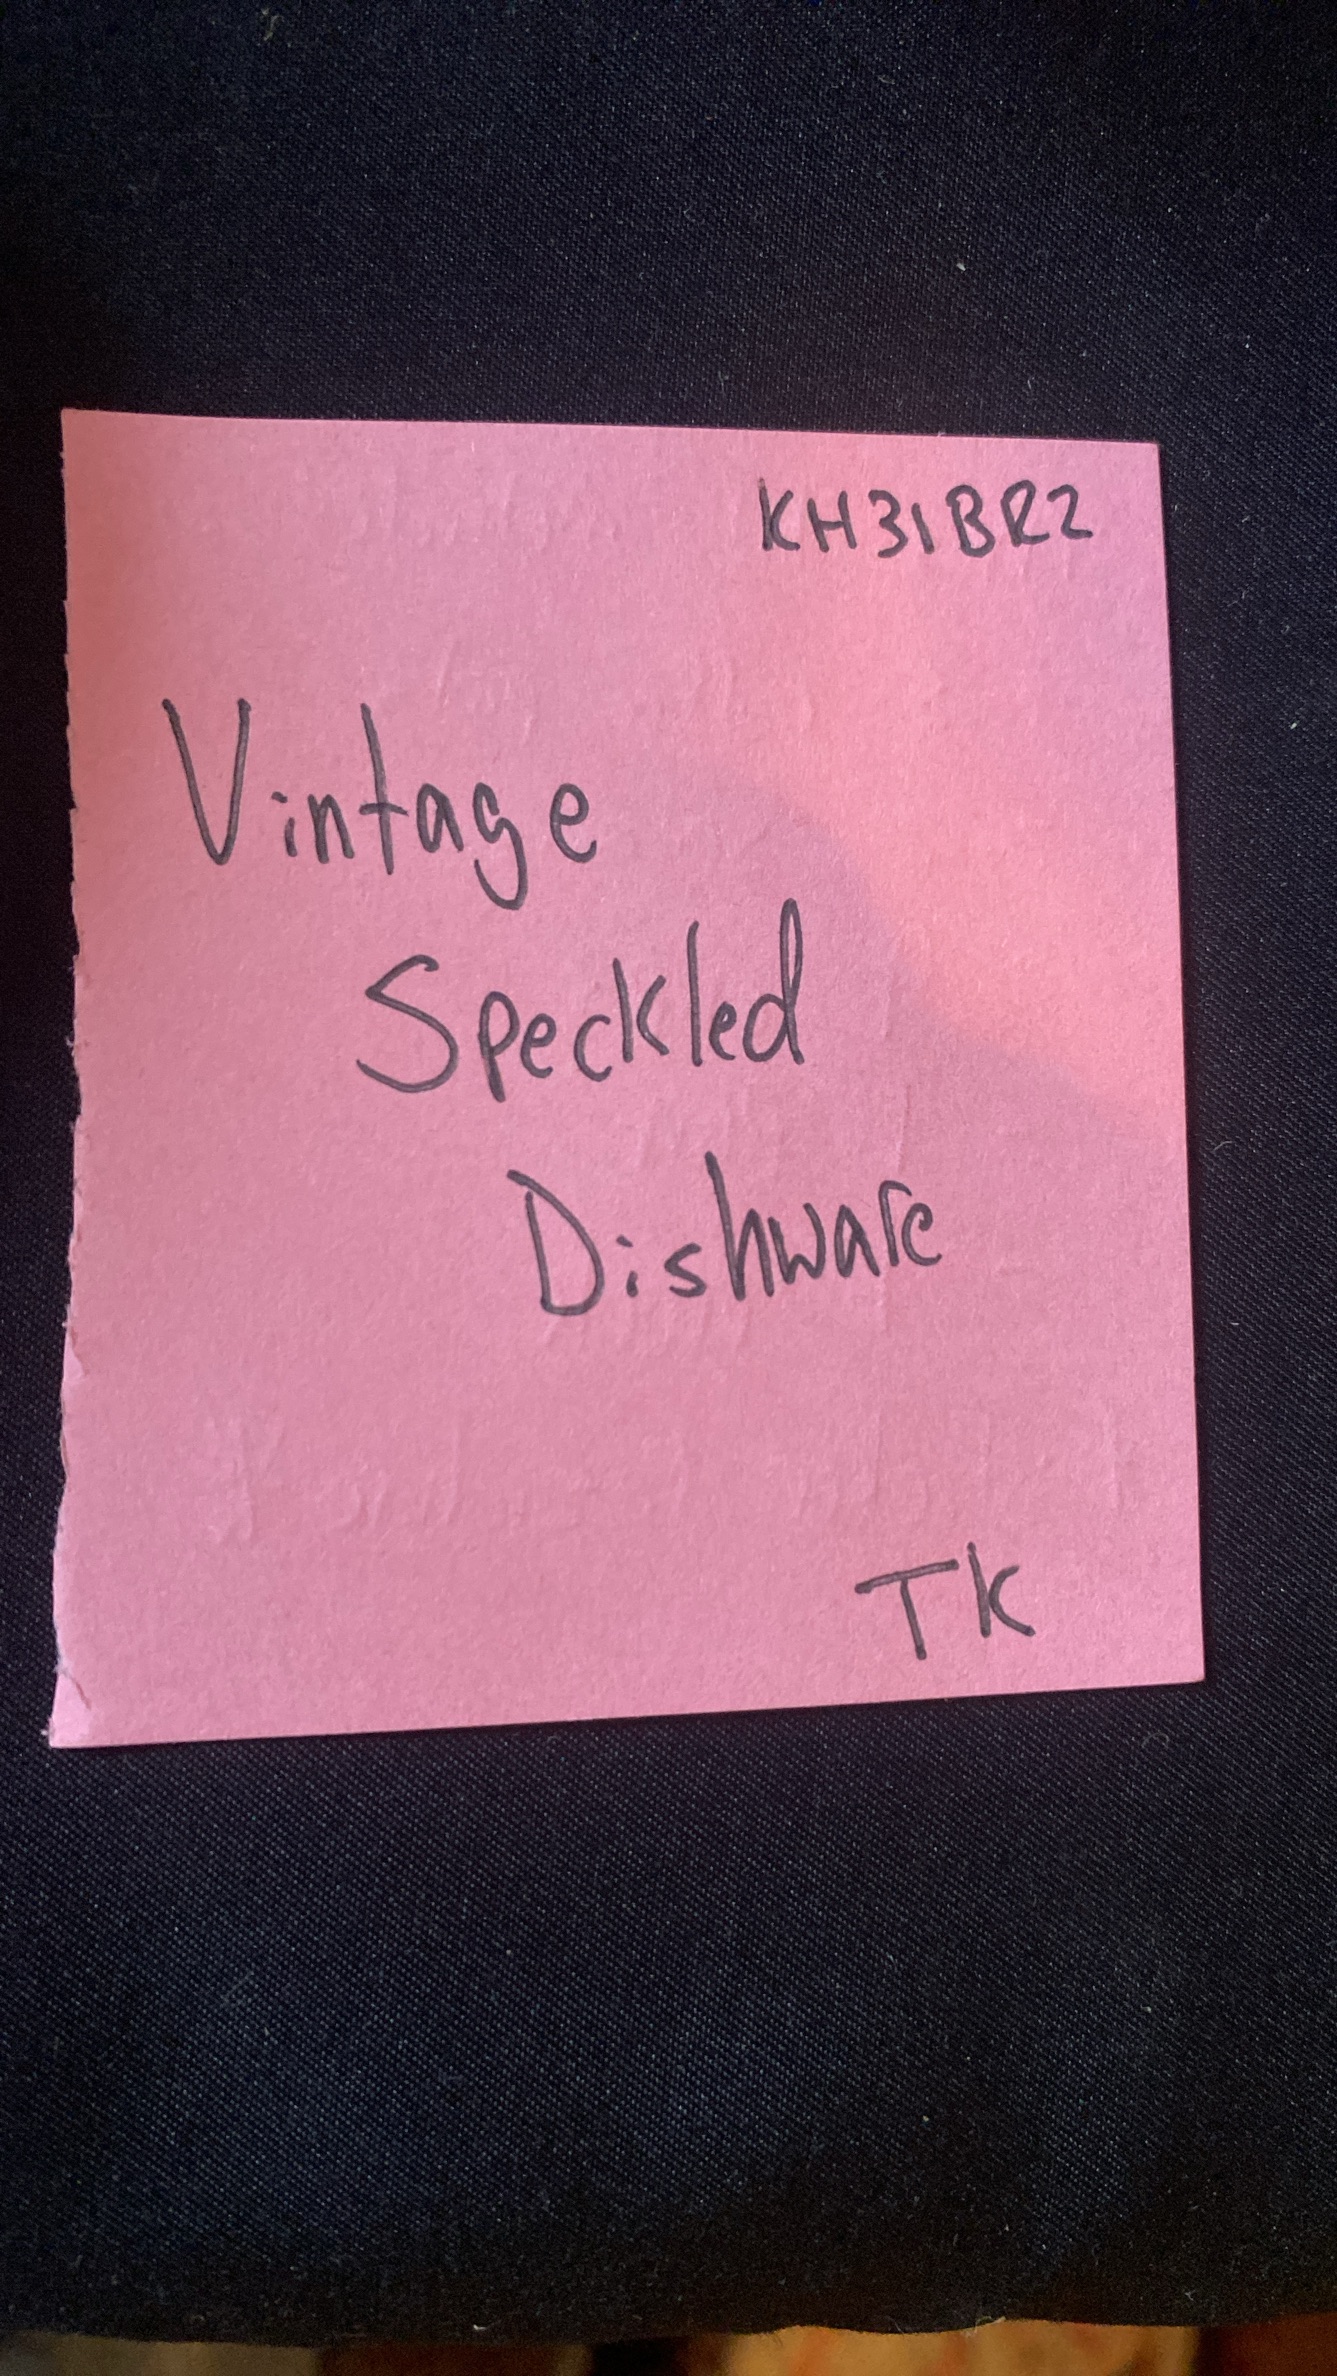 KH31BR2
Vintage
Speckled
Dishware
TK